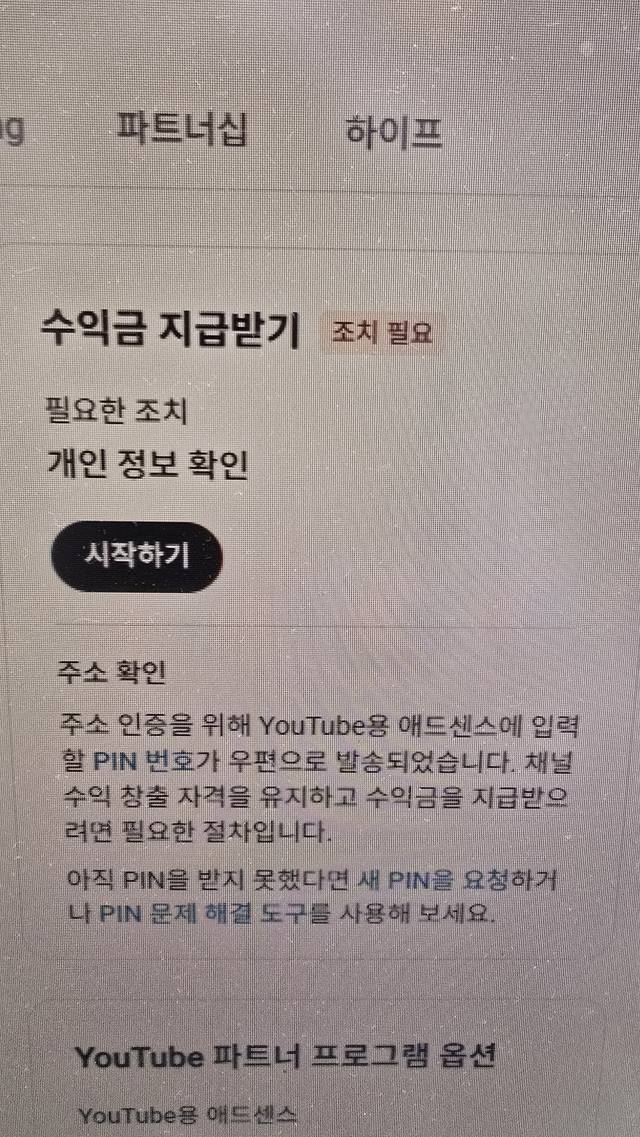 파트너십 하이프
수익금 지급받기 조치 필요
필요한 조치
개인 정보 확인
시작하기
주소 확인
주소 인증을 위해 YouTube용 애드센스에 입력
할 PIN 번호가 우편으로 발송되었습니다. 채널
수익 창출 자격을 유지하고 수익금을 지급받으
려면 필요한 절차입니다.
아직 PIN을 받지 못했다면 새 PIN을 요청하거
나 PIN 문제 해결 도구를 사용해 보세요.
YouTube 파트너 프로그램 옵션
YouTube용 애드센스